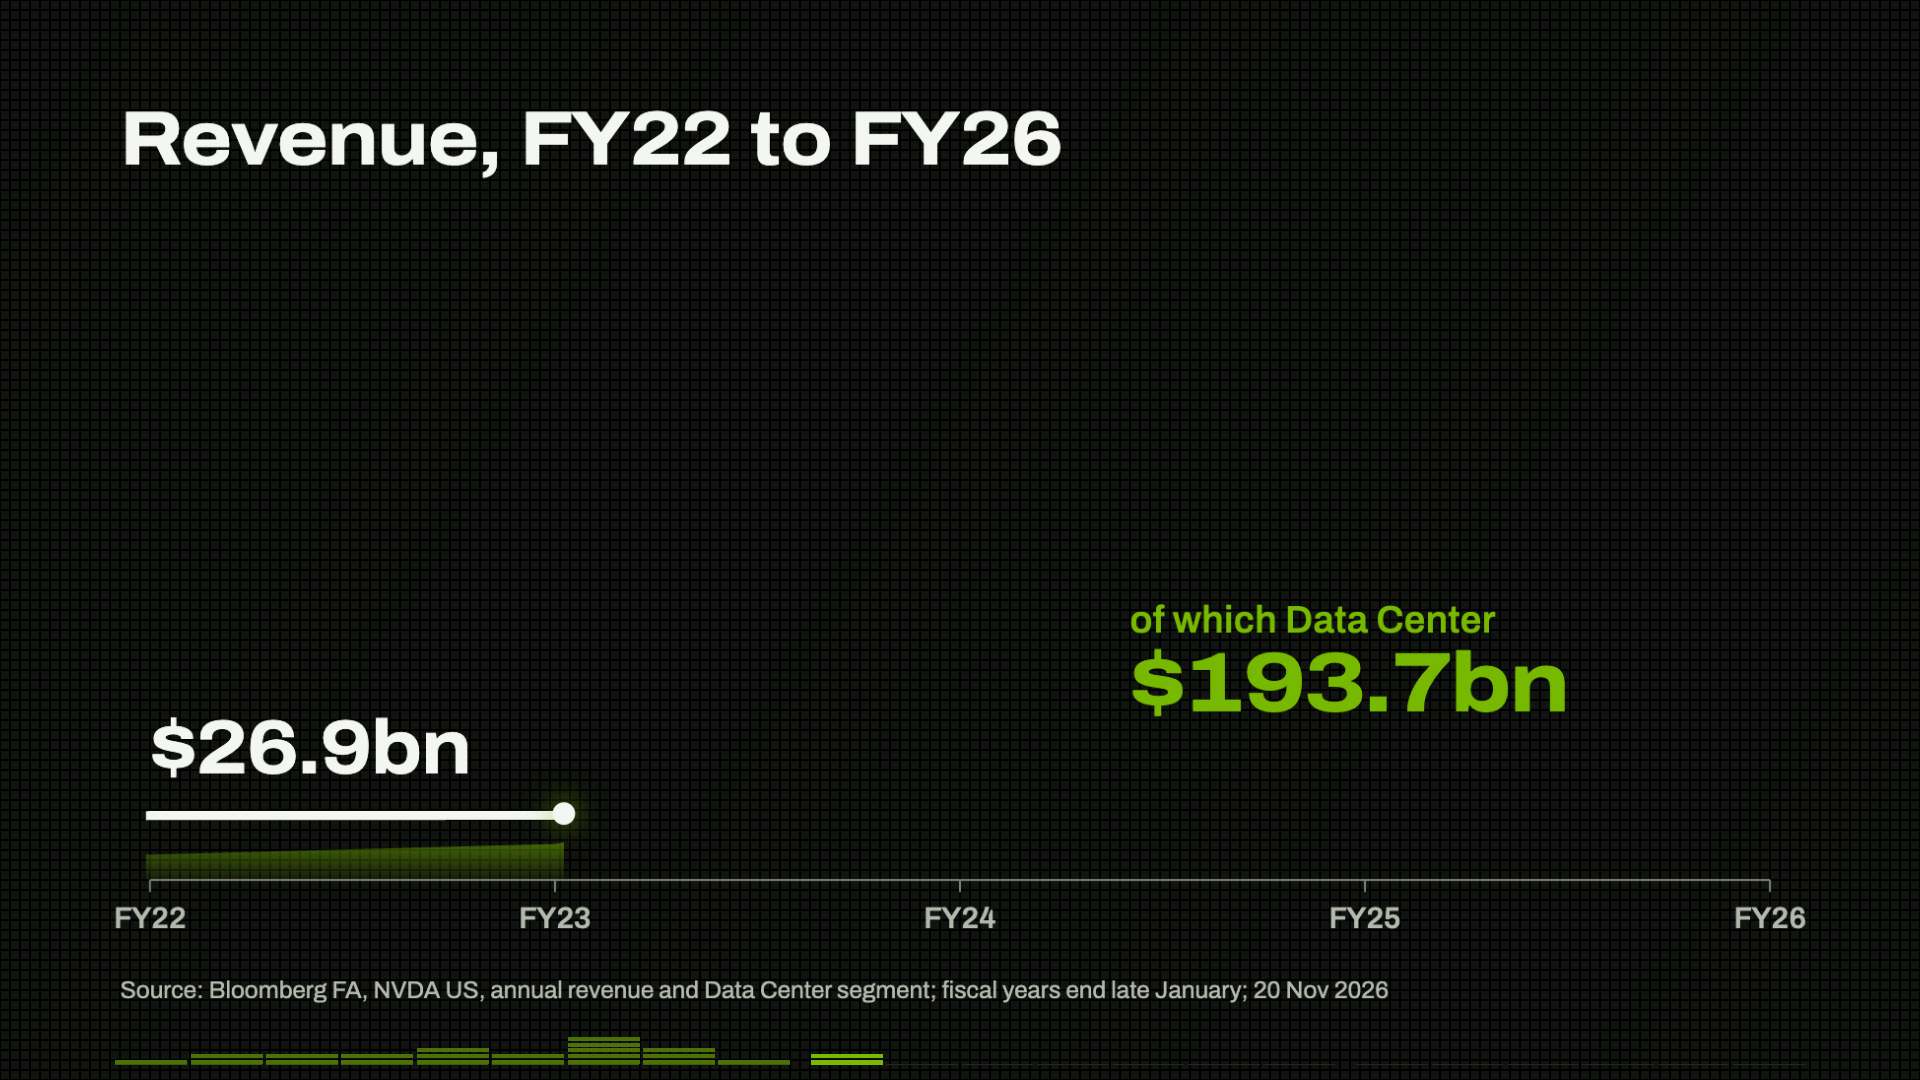 Revenue, FY22 to FY26
of which Data Center
$193.7bn
$26.9bn
FY22 FY23 FY24 FY25 FY26
Source: Bloomberg FA, NVDA US, annual revenue and Data Center segment; fiscal years end late January; 20 Nov 2026